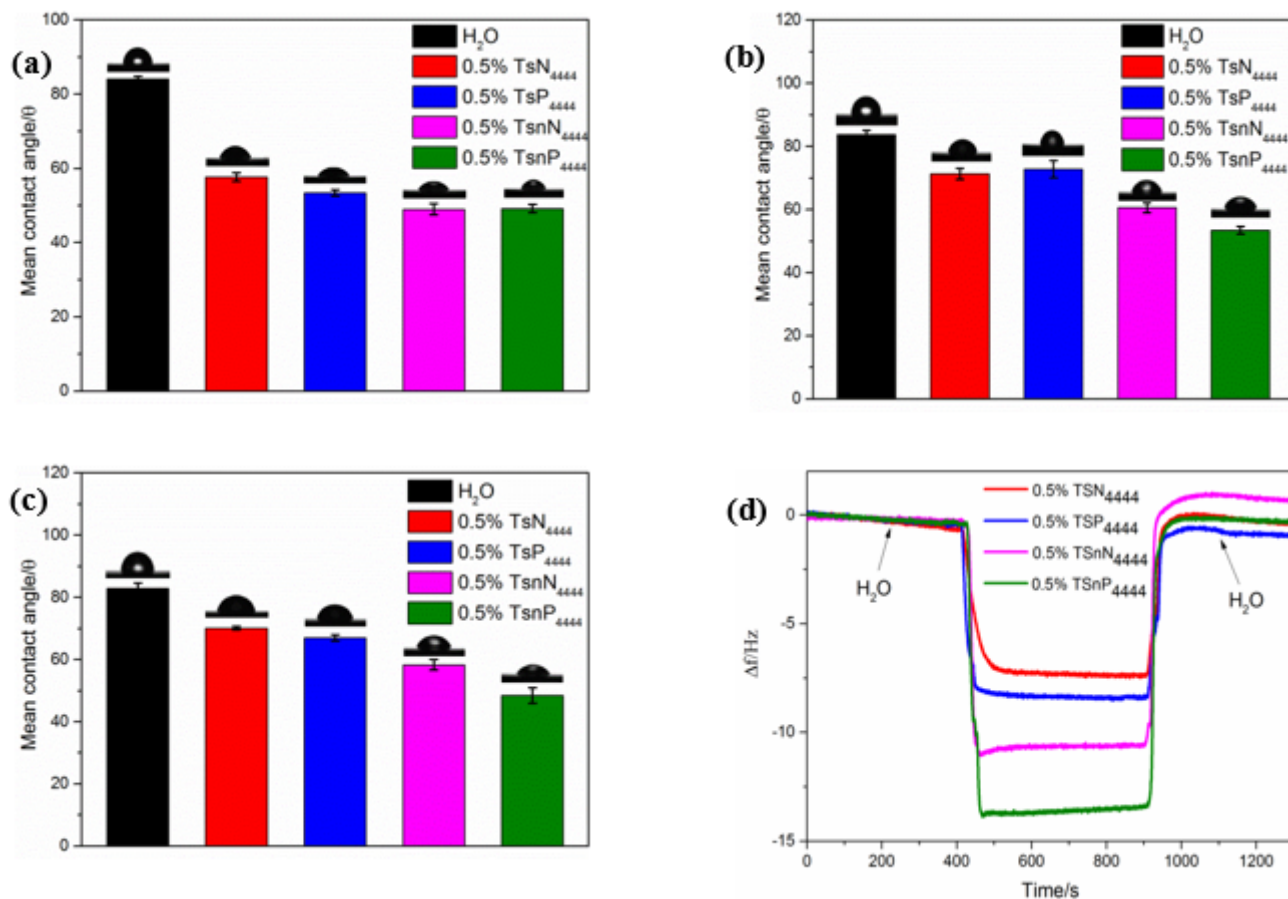 (a)
100
80
60
40
20
0
Mean contact angle/θ
H₂O
0.5% TsN₄₄₄₄
0.5% TsP₄₄₄₄
0.5% TsnN₄₄₄₄
0.5% TsnP₄₄₄₄
(b)
120
100
80
60
40
20
0
Mean contact angle/θ
H₂O
0.5% TsN₄₄₄₄
0.5% TsP₄₄₄₄
0.5% TsnN₄₄₄₄
0.5% TsnP₄₄₄₄
(c)
120
100
80
60
40
20
0
Mean contact angle/θ
H₂O
0.5% TsN₄₄₄₄
0.5% TsP₄₄₄₄
0.5% TsnN₄₄₄₄
0.5% TsnP₄₄₄₄
(d)
0
-5
-10
-15
Δf/Hz
0.5% TSN₄₄₄₄
0.5% TSP₄₄₄₄
0.5% TSnN₄₄₄₄
0.5% TSnP₄₄₄₄
H₂O
H₂O
0 200 400 600 800 1000 1200
Time/s